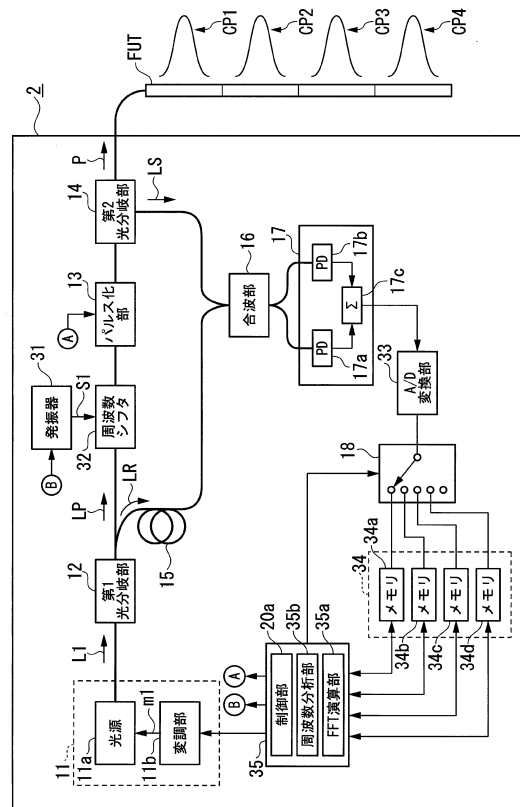 2
11
11a
光源
m1
11b
変調部
L1
12
第1
光分岐部
LP
LR
15
31
発振器
B
S1
32
周波数
シフタ
A
13
パルス化
部
14
第2
光分岐部
P
LS
FUT
CP1
CP2
CP3
CP4
16
合波部
17
PD
17a
PD
17b
Σ
17c
33
A/D
変換部
18
34
34a
メモリ
34b
メモリ
34c
メモリ
34d
メモリ
35
20a
制御部
35b
周波数分析部
35a
FFT演算部
A
B